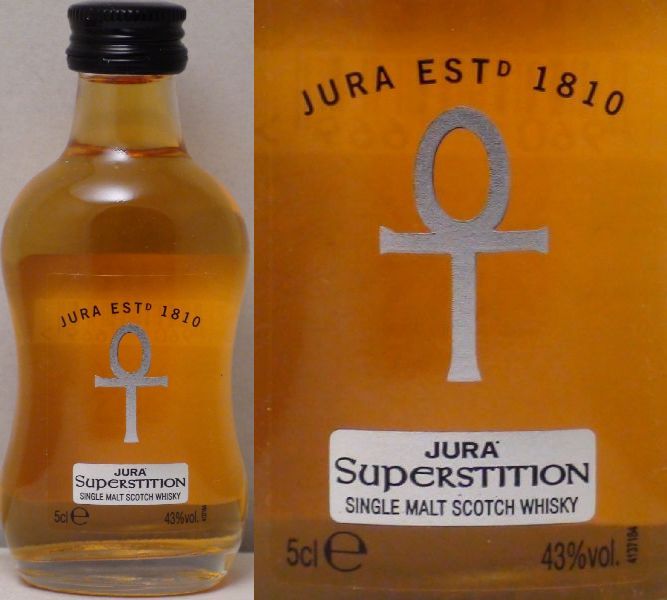 JURA ESTD 1810
JURA
SUPERSTITION
SINGLE MALT SCOTCH WHISKY
5cl e 43%vol.
JURA ESTD 1810
JURA
SUPERSTITION
SINGLE MALT SCOTCH WHISKY
5cl e 43%vol. 4137184